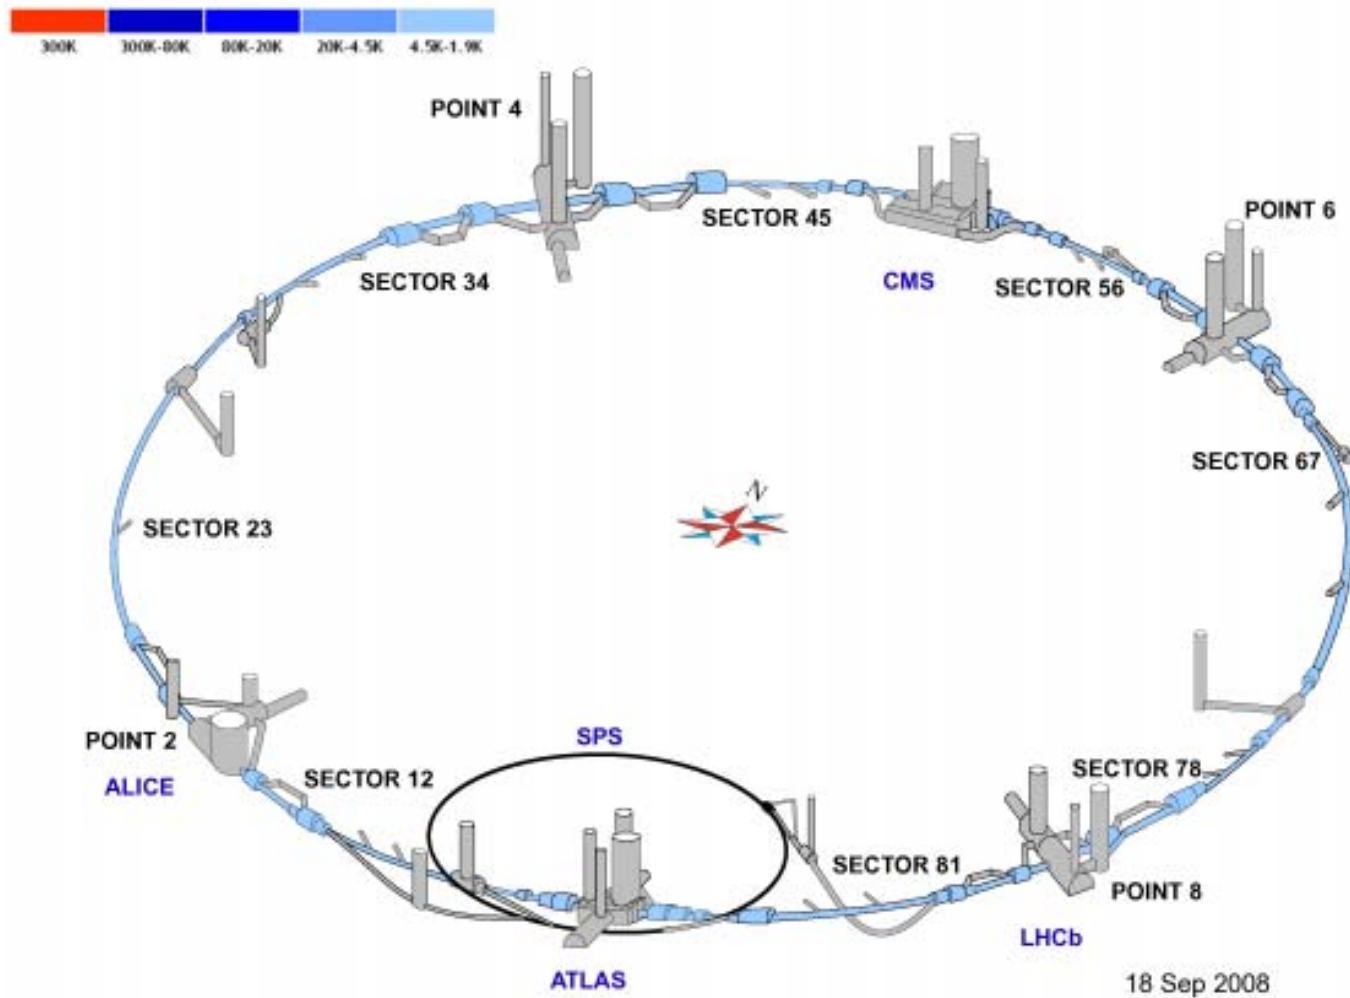 300K 300K-80K 80K-20K 20K-4.5K 4.5K-1.9K
POINT 4
SECTOR 45
POINT 6
SECTOR 34
CMS
SECTOR 56
SECTOR 67
N
SECTOR 23
POINT 2
SPS
ALICE
SECTOR 12
SECTOR 78
SECTOR 81
POINT 8
LHCb
ATLAS
18 Sep 2008